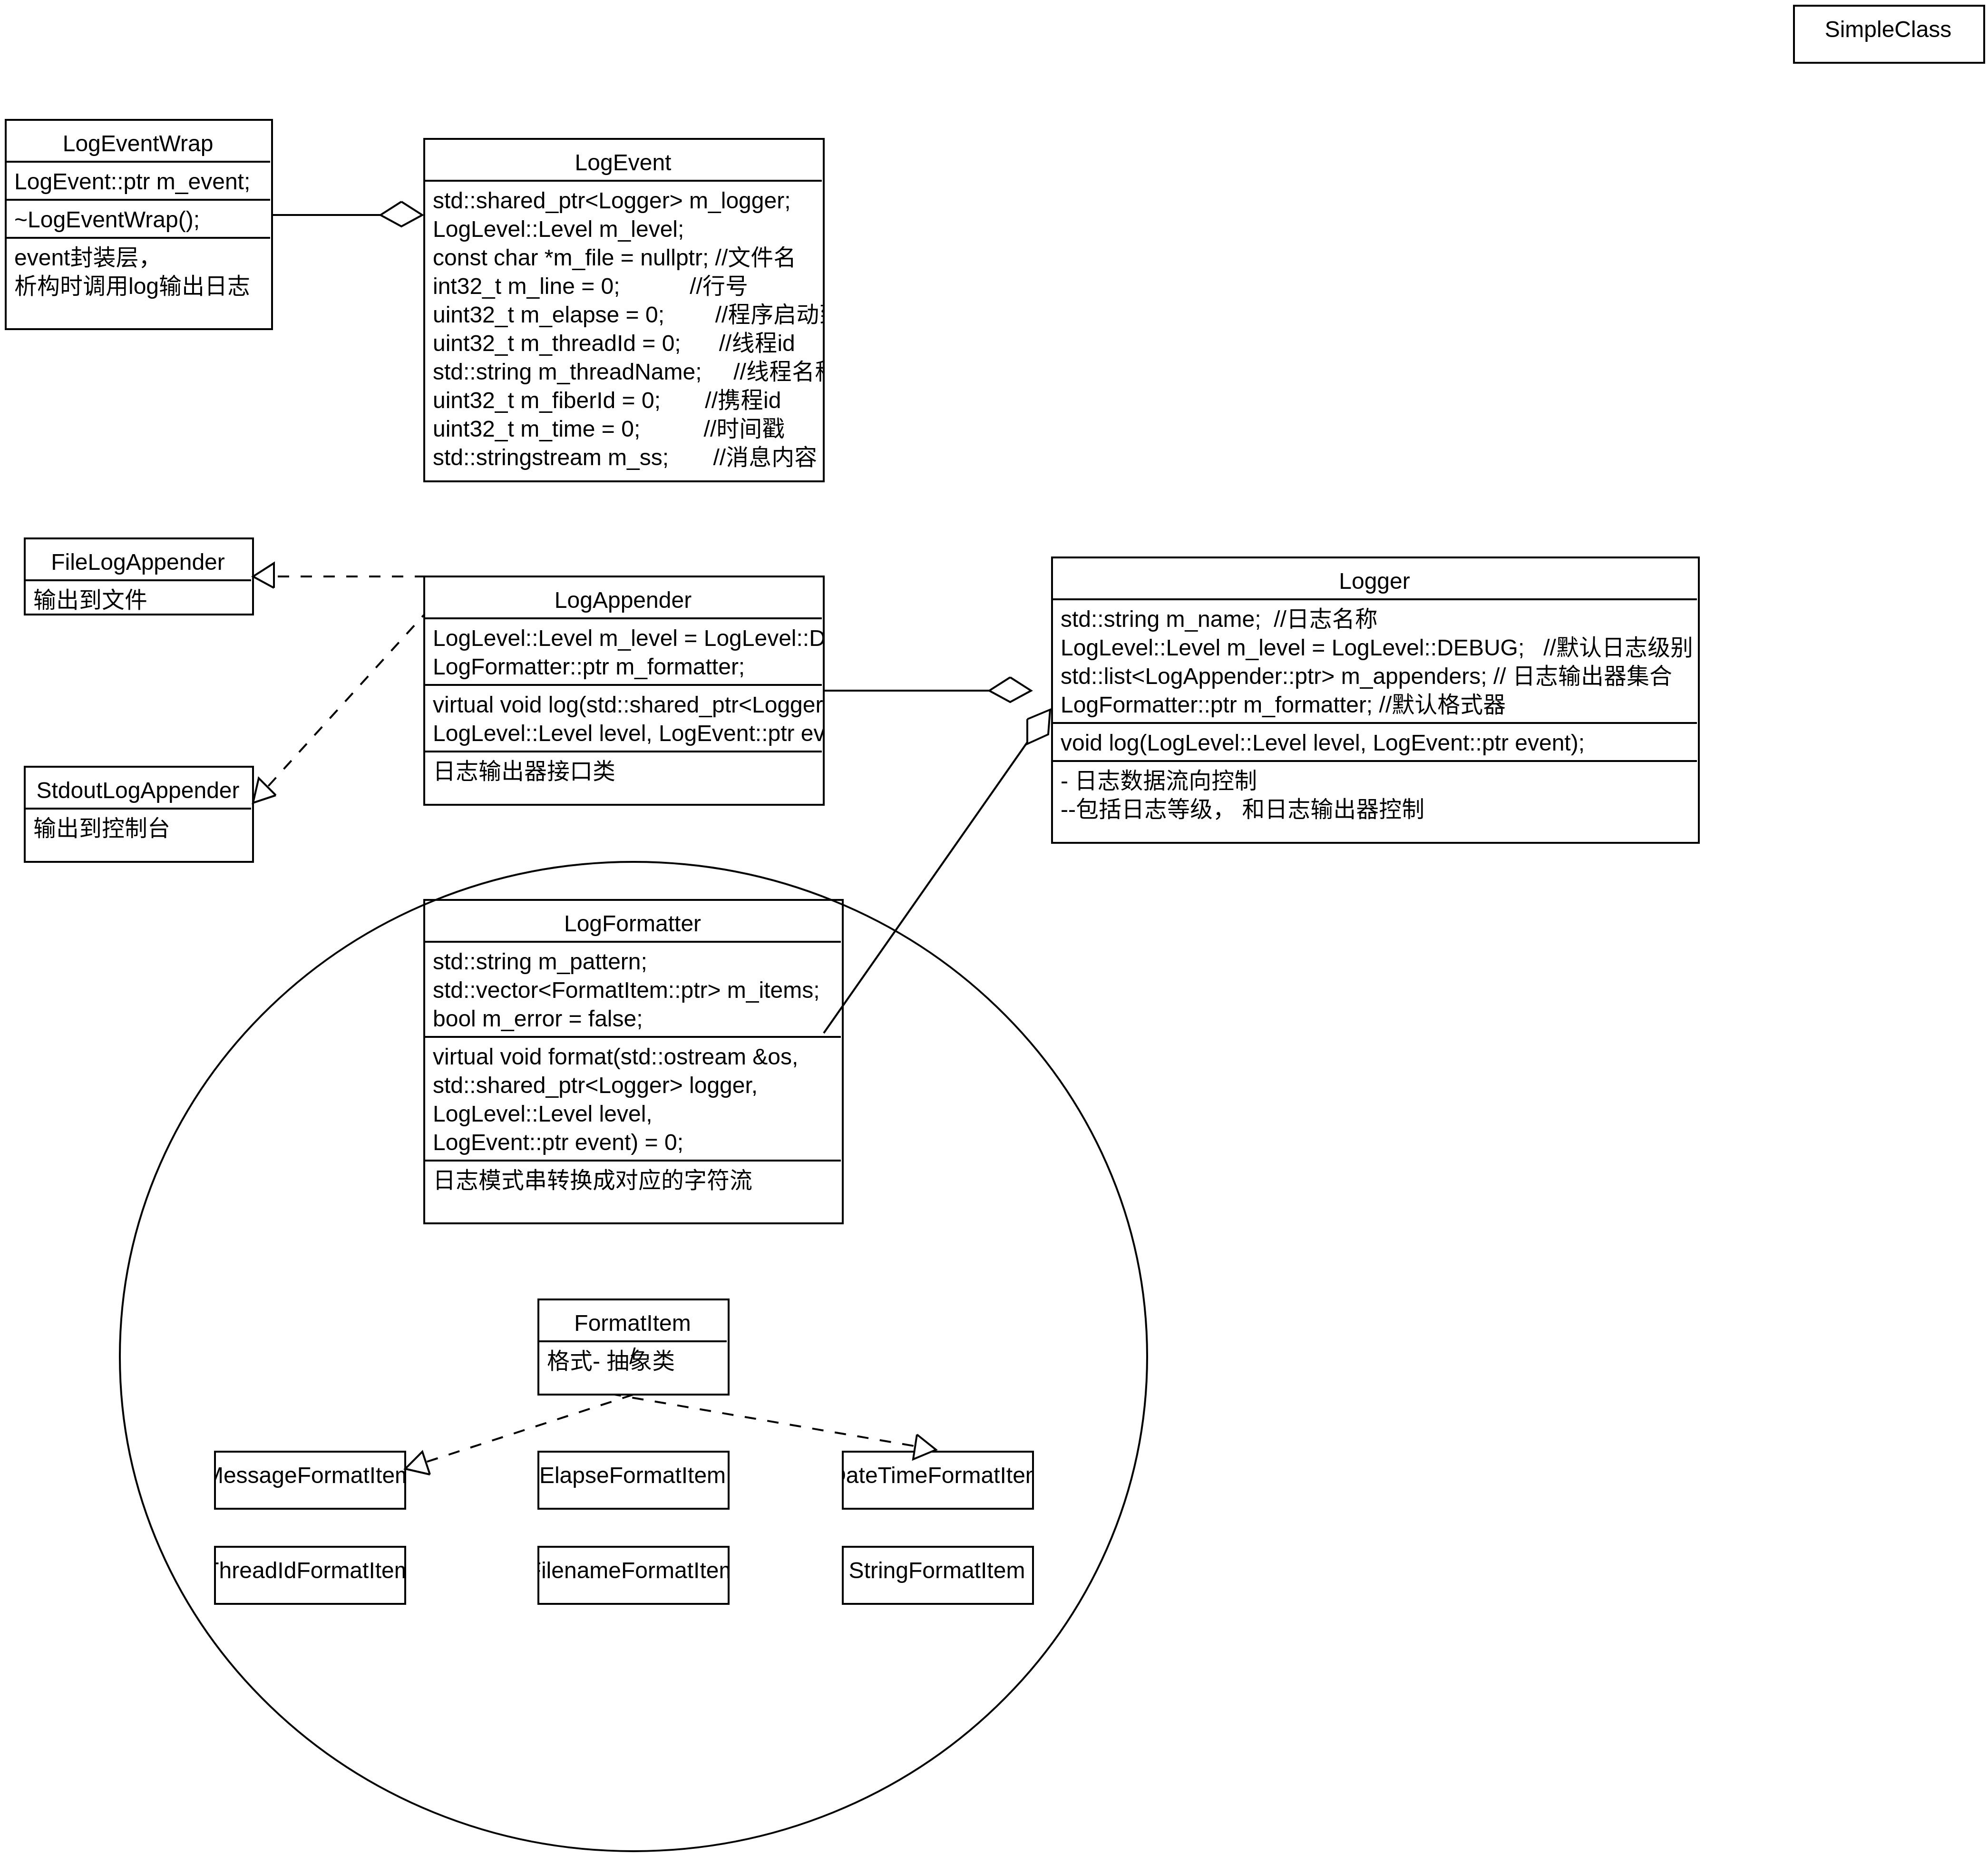 SimpleClass
LogEventWrap
LogEvent::ptr m_event;
~LogEventWrap();
event封装层，
析构时调用log输出日志
LogEvent
std::shared_ptr<Logger> m_logger;
LogLevel::Level m_level;
const char *m_file = nullptr; //文件名
int32_t m_line = 0; //行号
uint32_t m_elapse = 0; //程序启动
uint32_t m_threadId = 0; //线程id
std::string m_threadName; //线程名称
uint32_t m_fiberId = 0; //携程id
uint32_t m_time = 0; //时间戳
std::stringstream m_ss; //消息内容
FileLogAppender
输出到文件
StdoutLogAppender
输出到控制台
LogAppender
LogLevel::Level m_level = LogLevel::D
LogFormatter::ptr m_formatter;
virtual void log(std::shared_ptr<Logger
LogLevel::Level level, LogEvent::ptr ev
日志输出器接口类
Logger
std::string m_name; //日志名称
LogLevel::Level m_level = LogLevel::DEBUG; //默认日志级别
std::list<LogAppender::ptr> m_appenders; // 日志输出器集合
LogFormatter::ptr m_formatter; //默认格式器
void log(LogLevel::Level level, LogEvent::ptr event);
- 日志数据流向控制
--包括日志等级， 和日志输出器控制
LogFormatter
std::string m_pattern;
std::vector<FormatItem::ptr> m_items;
bool m_error = false;
virtual void format(std::ostream &os,
std::shared_ptr<Logger> logger,
LogLevel::Level level,
LogEvent::ptr event) = 0;
日志模式串转换成对应的字符流
FormatItem
格式- 抽象类
MessageFormatItem
ElapseFormatItem
DateTimeFormatItem
ThreadIdFormatItem
FilenameFormatItem
StringFormatItem